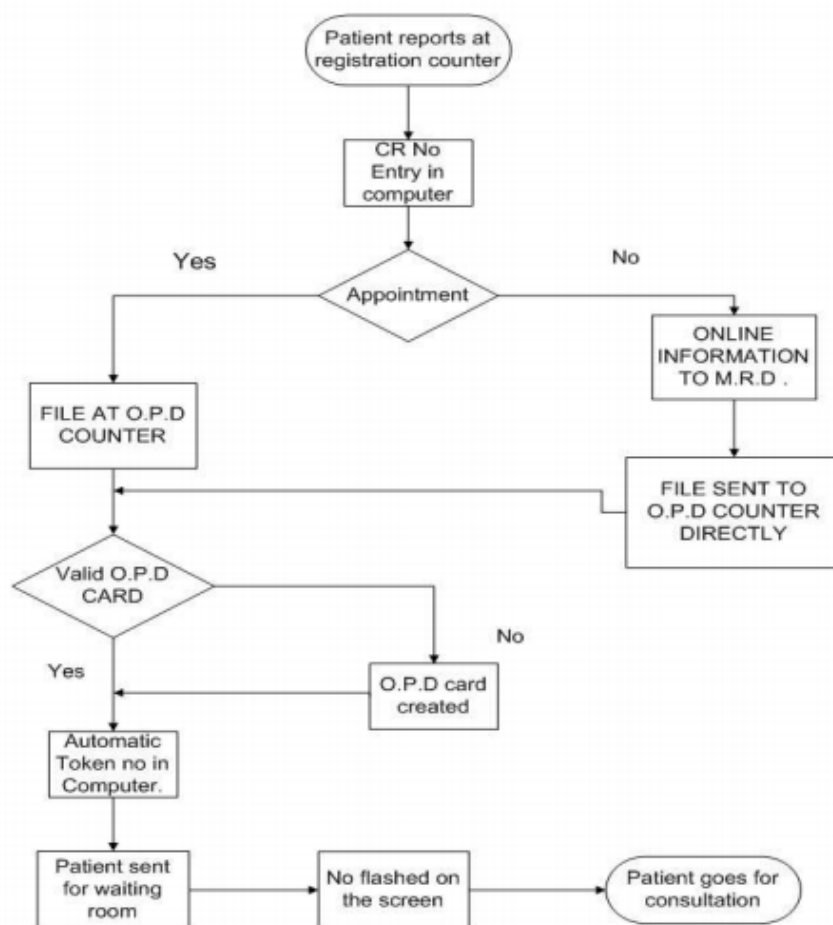 Patient reports at
registration counter
CR No
Entry in
computer
Yes
No
Appointment
ONLINE
INFORMATION
TO M.R.D .
FILE AT O.P.D
COUNTER
FILE SENT TO
O.P.D COUNTER
DIRECTLY
Valid O.P.D
CARD
No
Yes
O.P.D card
created
Automatic
Token no in
Computer.
Patient sent
for waiting
room
No flashed on
the screen
Patient goes for
consultation